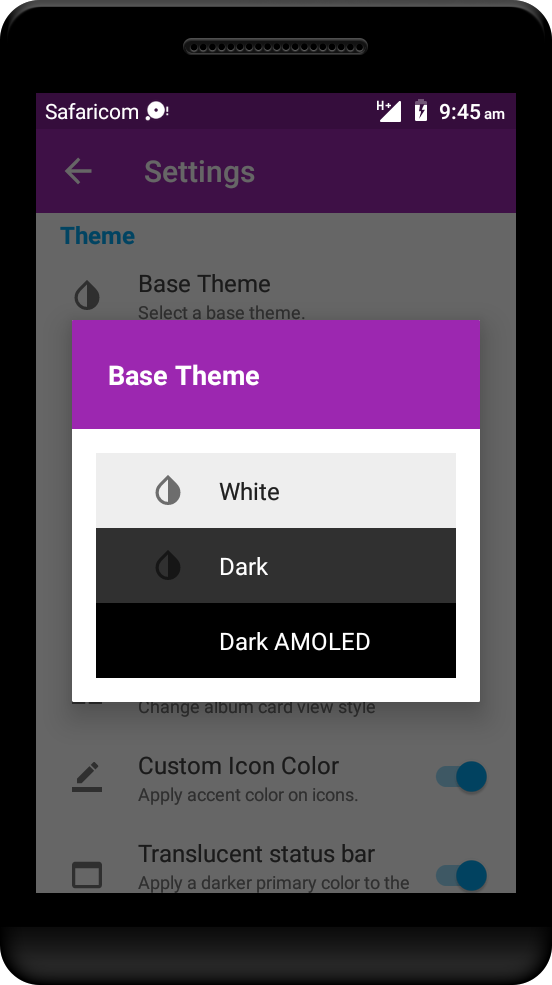 Safaricom H+ 9:45 am
Settings
Theme
Base Theme
Select a base theme.
Base Theme
White
Dark
Dark AMOLED
Change album card view style
Custom Icon Color
Apply accent color on icons.
Translucent status bar
Apply a darker primary color to the